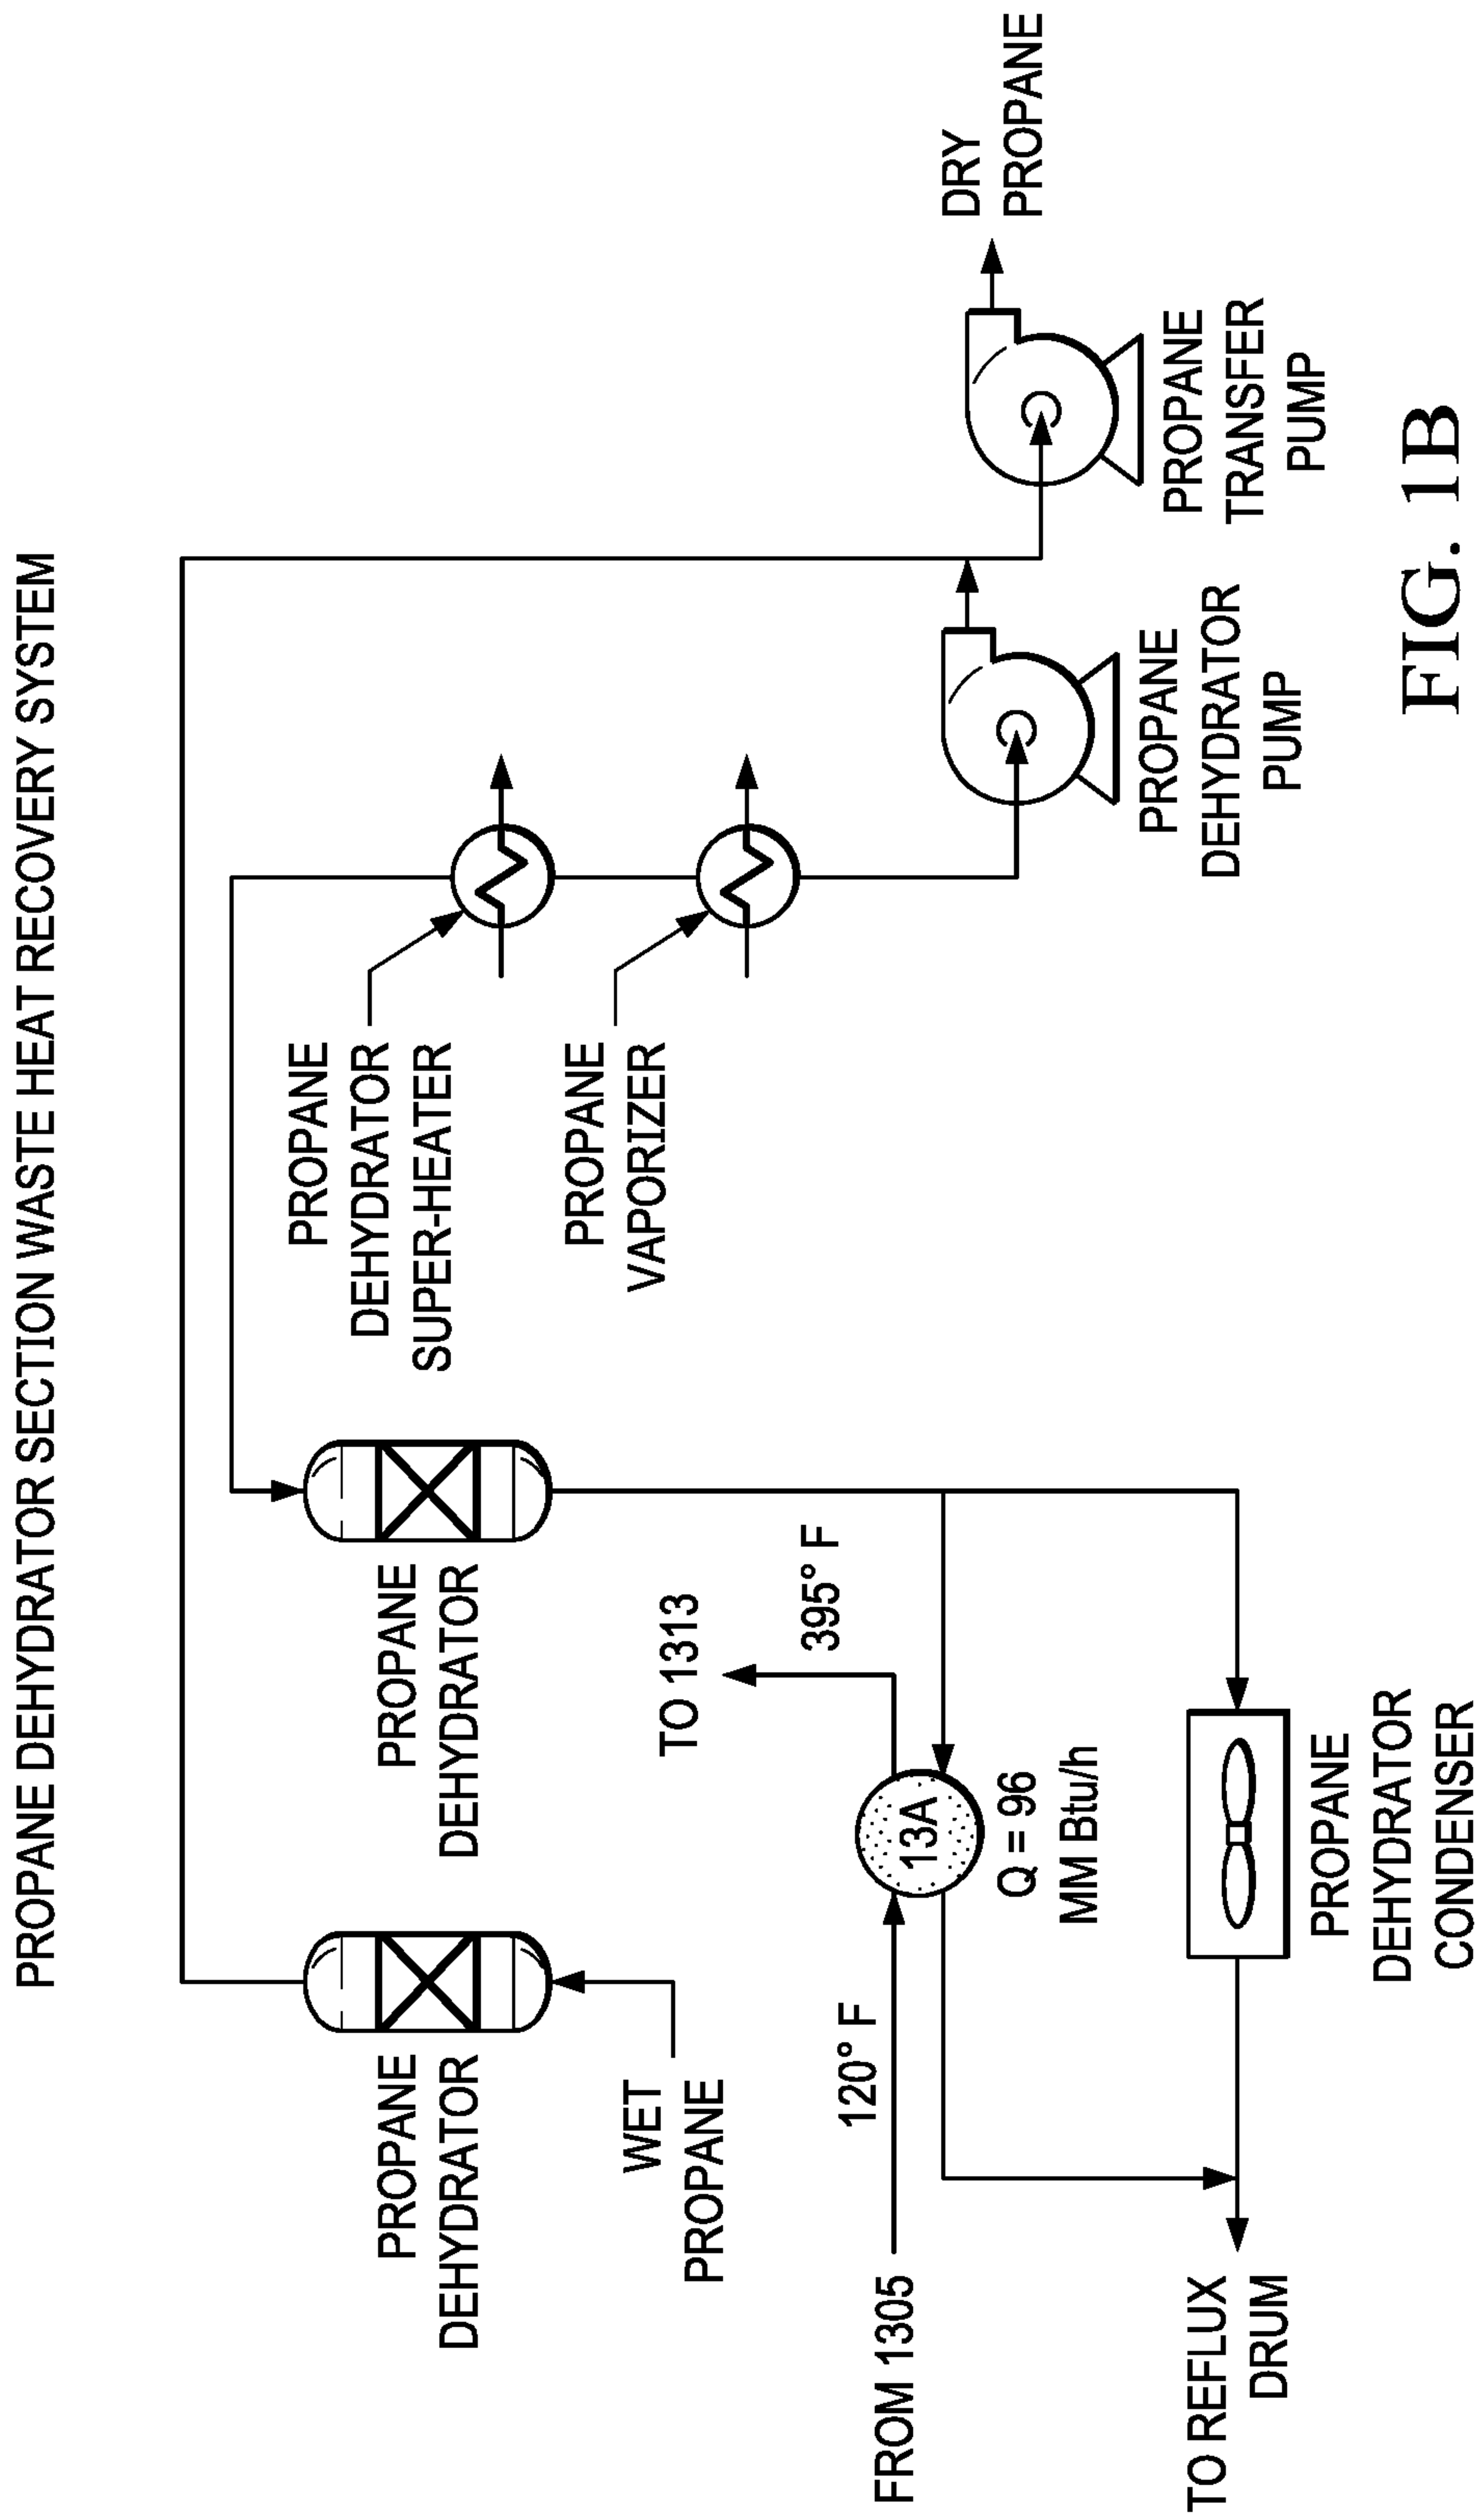 PROPANE DEHYDRATOR SECTION WASTE HEAT RECOVERY SYSTEM
PROPANE
DEHYDRATOR
WET
PROPANE
PROPANE
DEHYDRATOR
PROPANE
DEHYDRATOR
SUPER-HEATER
PROPANE
VAPORIZER
DRY
PROPANE
PROPANE
TRANSFER
PUMP
PROPANE
DEHYDRATOR
PUMP
TO 1313
395° F
120° F
FROM 1305
13A
Q = 96
MM Btu/h
TO REFLUX
DRUM
PROPANE
DEHYDRATOR
CONDENSER
FIG. 1B